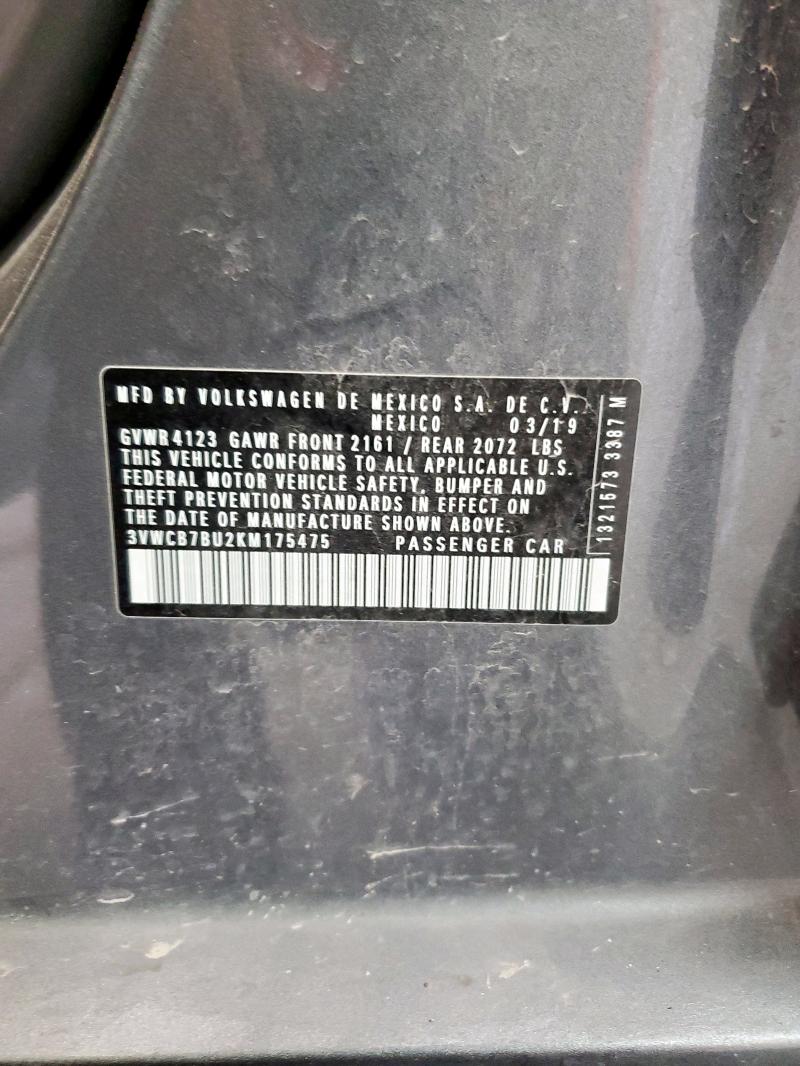 MFD BY VOLKSWAGEN DE MEXICO S.A. DE C.V.
MEXICO 03/19
GVWR 4123 GAWR FRONT 2161 / REAR 2072 LBS
THIS VEHICLE CONFORMS TO ALL APPLICABLE U.S.
FEDERAL MOTOR VEHICLE SAFETY, BUMPER AND
THEFT PREVENTION STANDARDS IN EFFECT ON
THE DATE OF MANUFACTURE SHOWN ABOVE.
3VWCB7BU2KM175475 PASSENGER CAR
1321673 3387 M